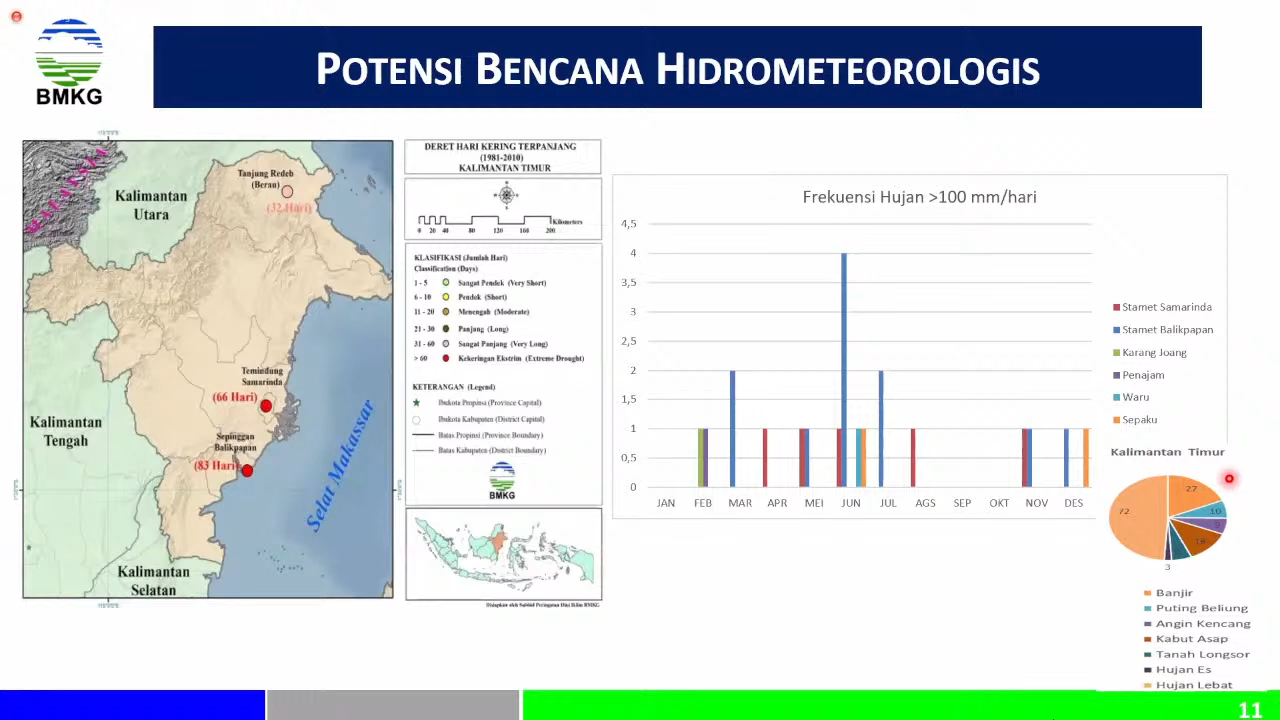 BMKG
POTENSI BENCANA HIDROMETEOROLOGIS
MALAYSIA
Kalimantan
Utara
Tanjung Redeb
(Berau)
(32 Hari)
Temindung
Samarinda
(66 Hari)
Kalimantan
Tengah
Sepinggan
Balikpapan
(83 Hari)
Selat Makassar
Kalimantan
Selatan
DERET HARI KERING TERPANJANG
(1981-2010)
KALIMANTAN TIMUR
Kilometers
0 20 40 80 120 160 200
KLASIFIKASI (Jumlah Hari)
Classification (Days)
1 - 5 Sangat Pendek (Very Short)
6 - 10 Pendek (Short)
11 - 20 Menengah (Moderate)
21 - 30 Panjang (Long)
31 - 60 Sangat Panjang (Very Long)
> 60 Kekeringan Ekstrim (Extreme Drought)
KETERANGAN (Legend)
Ibukota Propinsi (Province Capital)
Ibukota Kabupaten (District Capital)
Batas Propinsi (Province Boundary)
Batas Kabupaten (District Boundary)
BMKG
Disiapkan oleh Subbid Peringatan Dini Iklim BMKG
Frekuensi Hujan >100 mm/hari
4,5
4
3,5
3
2,5
2
1,5
1
0,5
0
JAN FEB MAR APR MEI JUN JUL AGS SEP OKT NOV DES
Stamet Samarinda
Stamet Balikpapan
Karang Joang
Penajam
Waru
Sepaku
Kalimantan Timur
27
10
72
16
3
Banjir
Puting Beliung
Angin Kencang
Kabut Asap
Tanah Longsor
Hujan Es
Hujan Lebat
11